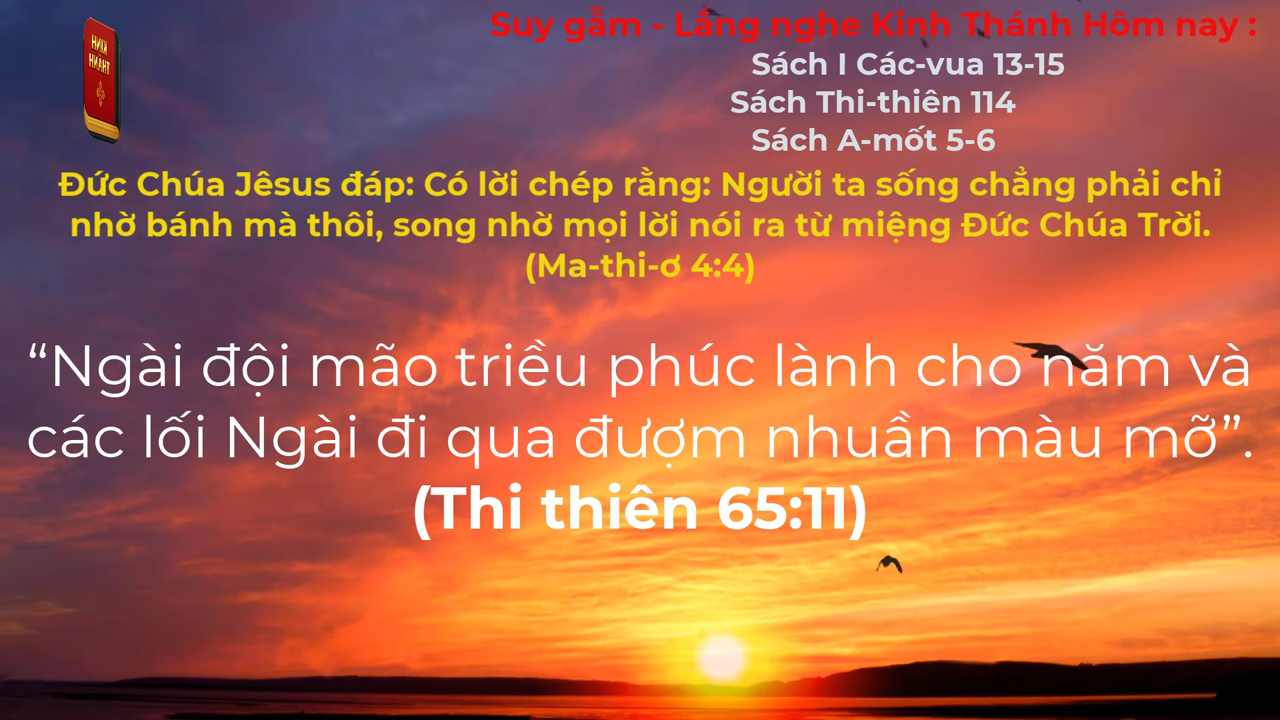 KINH
THÁNH
Suy gẫm - Lắng nghe Kinh Thánh Hôm nay :
Sách I Các-vua 13-15
Sách Thi-thiên 114
Sách A-mốt 5-6
Đức Chúa Jêsus đáp: Có lời chép rằng: Người ta sống chẳng phải chỉ
nhờ bánh mà thôi, song nhờ mọi lời nói ra từ miệng Đức Chúa Trời.
(Ma-thi-ơ 4:4)
“Ngài đội mão triều phúc lành cho năm và
các lối Ngài đi qua đượm nhuần màu mỡ”.
(Thi thiên 65:11)